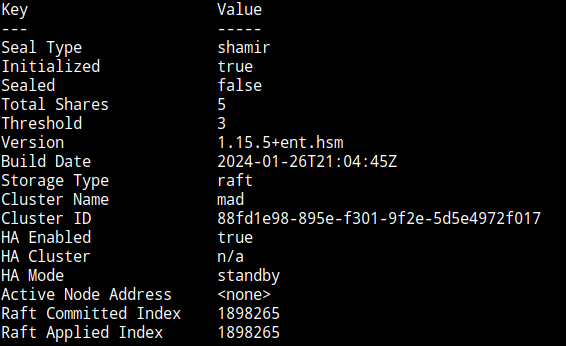 Key Value
--- -----
Seal Type shamir
Initialized true
Sealed false
Total Shares 5
Threshold 3
Version 1.15.5+ent.hsm
Build Date 2024-01-26T21:04:45Z
Storage Type raft
Cluster Name mad
Cluster ID 88fd1e98-895e-f301-9f2e-5d5e4972f017
HA Enabled true
HA Cluster n/a
HA Mode standby
Active Node Address <none>
Raft Committed Index 1898265
Raft Applied Index 1898265